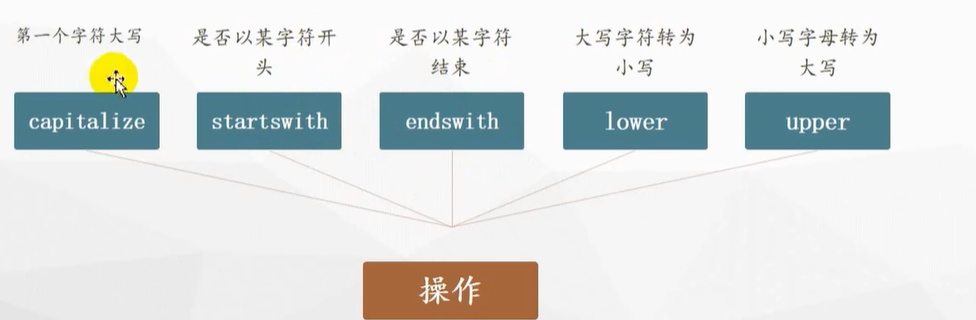 第一个字符大写
是否以某字符开
头
是否以某字符
结束
大写字符转为
小写
小写字母转为
大写
capitalize
startswith
endswith
lower
upper
操作